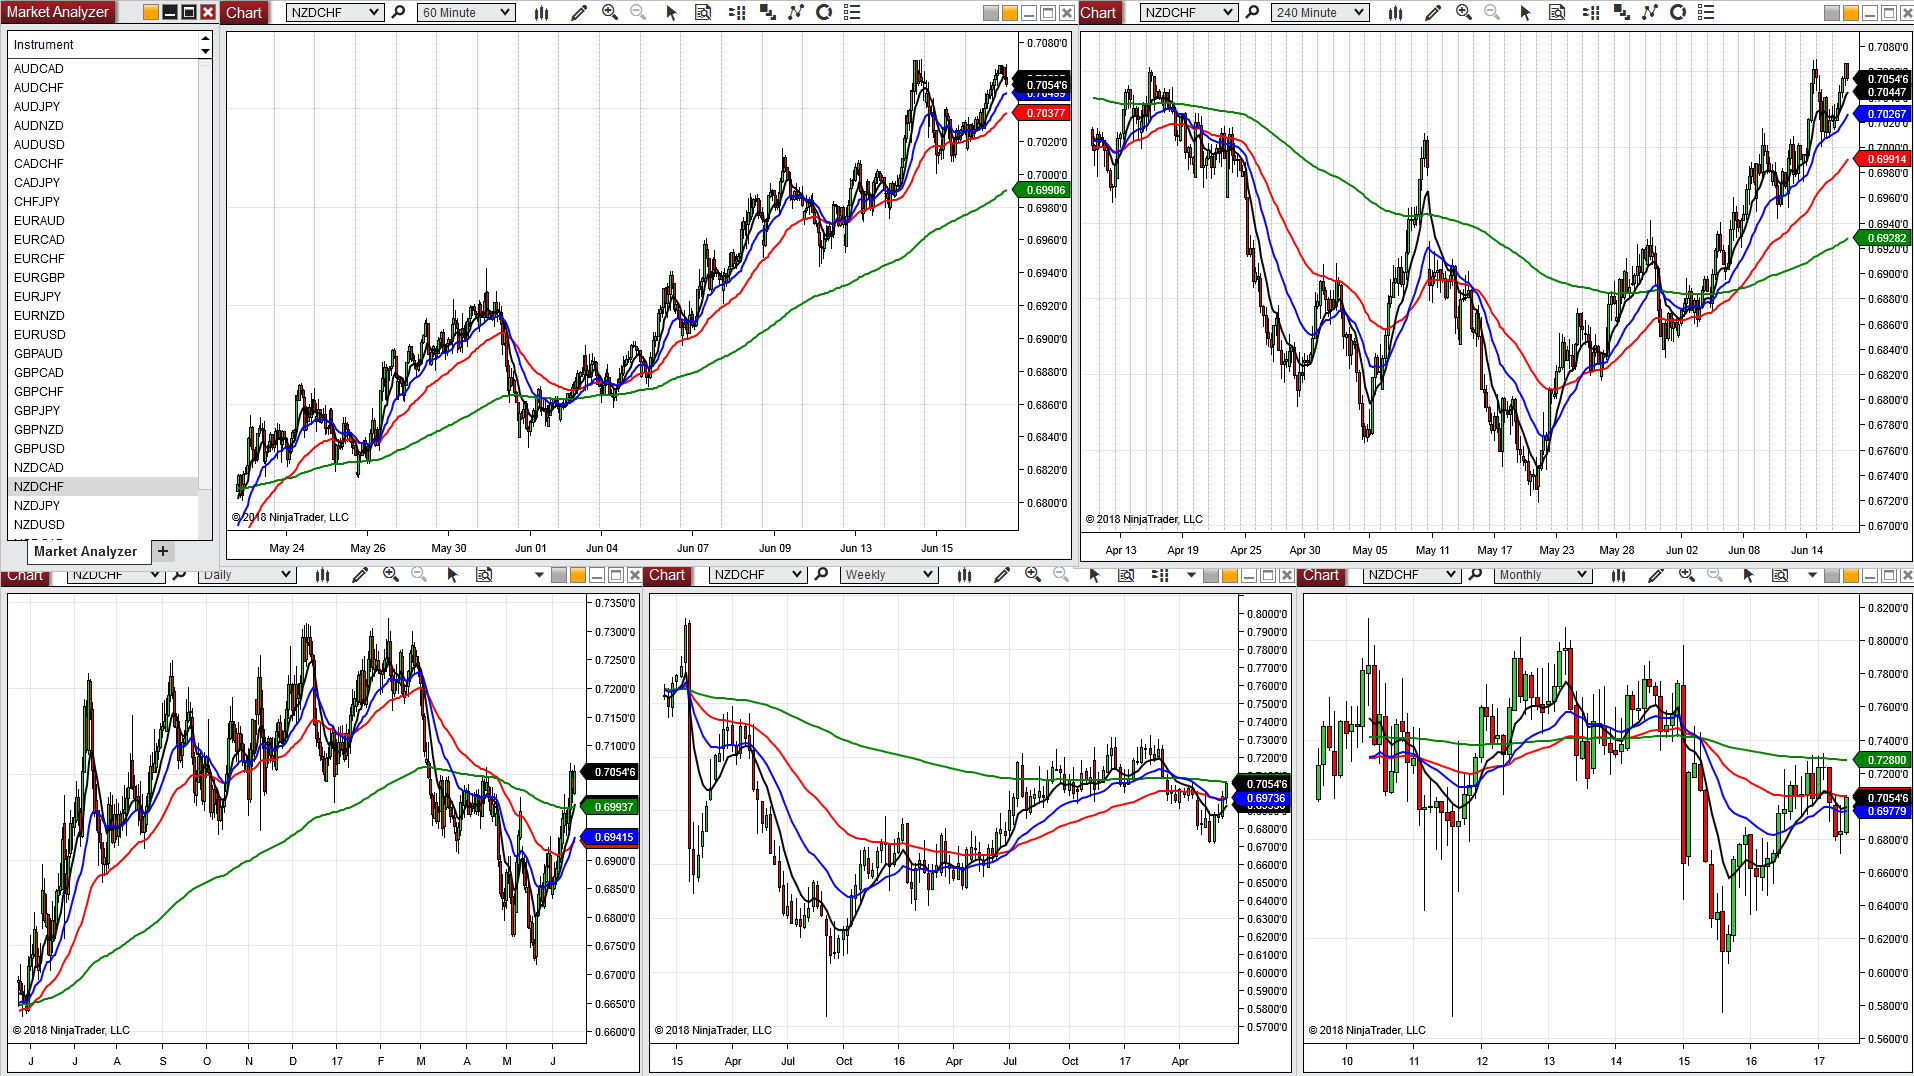 Market Analyzer
Instrument
AUDCAD
AUDCHF
AUDJPY
AUDNZD
AUDUSD
CADCHF
CADJPY
CHFJPY
EURAUD
EURCAD
EURCHF
EURGBP
EURJPY
EURNZD
EURUSD
GBPAUD
GBPCAD
GBPCHF
GBPJPY
GBPNZD
GBPUSD
NZDCAD
NZDCHF
NZDJPY
NZDUSD
Market Analyzer +
Chart NZDCHF 60 Minute
0.7080'0
0.7054'6
0.70377
0.7020'0
0.7000'0
0.69906
0.6980'0
0.6960'0
0.6940'0
0.6920'0
0.6900'0
0.6880'0
0.6860'0
0.6840'0
0.6820'0
0.6800'0
© 2018 NinjaTrader, LLC
May 24 May 26 May 30 Jun 01 Jun 04 Jun 07 Jun 09 Jun 13 Jun 15
Chart NZDCHF 240 Minute
0.7080'0
0.7054'6
0.70447
0.70267
0.69914
0.6980'0
0.6960'0
0.6940'0
0.69282
0.6920'0
0.6900'0
0.6880'0
0.6860'0
0.6840'0
0.6820'0
0.6800'0
0.6780'0
0.6760'0
0.6740'0
0.6720'0
0.6700'0
© 2018 NinjaTrader, LLC
Apr 13 Apr 19 Apr 25 Apr 30 May 05 May 11 May 17 May 23 May 28 Jun 02 Jun 08 Jun 14
Chart NZDCHF Daily
0.7350'0
0.7300'0
0.7250'0
0.7200'0
0.7150'0
0.7100'0
0.7054'6
0.69937
0.69415
0.6900'0
0.6850'0
0.6800'0
0.6750'0
0.6700'0
0.6650'0
0.6600'0
© 2018 NinjaTrader, LLC
J J A S O N D 17 F M A M J
Chart NZDCHF Weekly
0.8000'0
0.7900'0
0.7800'0
0.7700'0
0.7600'0
0.7500'0
0.7400'0
0.7300'0
0.7200'0
0.7054'6
0.69736
0.6800'0
0.6700'0
0.6600'0
0.6500'0
0.6400'0
0.6300'0
0.6200'0
0.6100'0
0.6000'0
0.5900'0
0.5800'0
0.5700'0
© 2018 NinjaTrader, LLC
15 Apr Jul Oct 16 Apr Jul Oct 17 Apr
Chart NZDCHF Monthly
0.8200'0
0.8000'0
0.7800'0
0.7600'0
0.7400'0
0.72800
0.7200'0
0.7054'6
0.69779
0.6800'0
0.6600'0
0.6400'0
0.6200'0
0.6000'0
0.5800'0
0.5600'0
© 2018 NinjaTrader, LLC
10 11 12 13 14 15 16 17